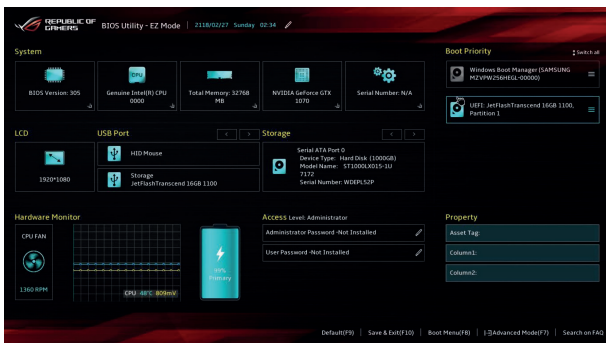 REPUBLIC OF
GAMERS
BIOS Utility - EZ Mode
2118/02/27 Sunday 02:34
System
BIOS Version: 305
Genuine Intel(R) CPU
0000
CPU
Total Memory: 32768
MB
NVIDIA GeForce GTX
1070
Serial Number: N/A
Boot Priority
Switch all
Windows Boot Manager (SAMSUNG
MZVPW256HEGL-00000)
UEFI: JetFlashTranscend 16GB 1100,
Partition 1
LCD
1920*1080
USB Port
HID Mouse
Storage
JetFlashTranscend 16GB 1100
Storage
Serial ATA Port 0
Device Type: Hard Disk (1000GB)
Model Name: ST1000LX015-1U
7172
Serial Number: WDEPLS2P
Hardware Monitor
CPU FAN
1360 RPM
CPU 48°C 809mV
99%
Primary
Access Level: Administrator
Administrator Password -Not Installed
User Password -Not Installed
Property
Asset Tag:
Column1:
Column2:
Default(F9) | Save & Exit(F10) | Boot Menu(F8) | Advanced Mode(F7) | Search on FAQ